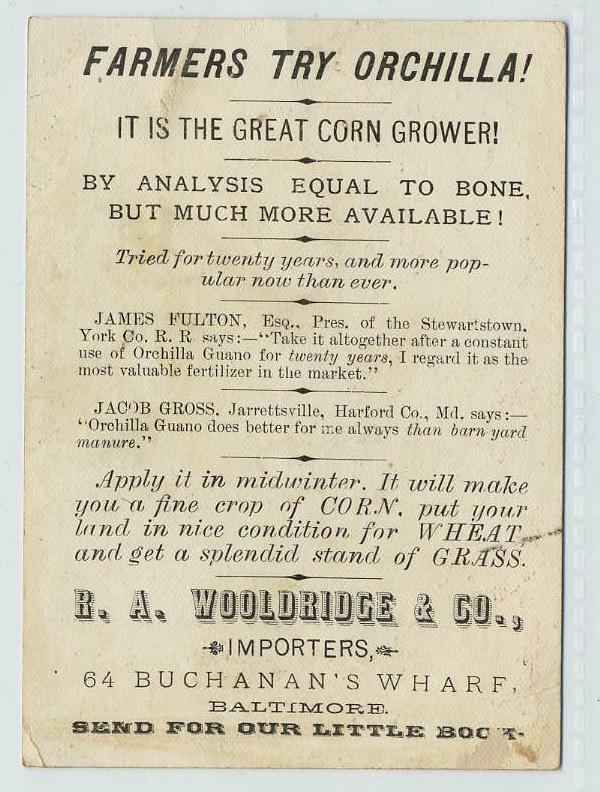 FARMERS TRY ORCHILLA!
IT IS THE GREAT CORN GROWER!
BY ANALYSIS EQUAL TO BONE,
BUT MUCH MORE AVAILABLE!
Tried for twenty years, and more pop-
ular now than ever.
JAMES FULTON, Esq., Pres. of the Stewartstown,
York Co. R. R. says:—"Take it altogether after a constant
use of Orchilla Guano for twenty years, I regard it as the
most valuable fertilizer in the market."
JACOB GROSS, Jarrettsville, Harford Co., Md. says:—
"Orchilla Guano does better for me always than barn yard
manure."
Apply it in midwinter. It will make
you a fine crop of CORN, put your
land in nice condition for WHEAT
and get a splendid stand of GRASS.
R. A. WOOLDRIDGE & CO.,
IMPORTERS,
64 BUCHANAN'S WHARF,
BALTIMORE.
SEND FOR OUR LITTLE BOOK.